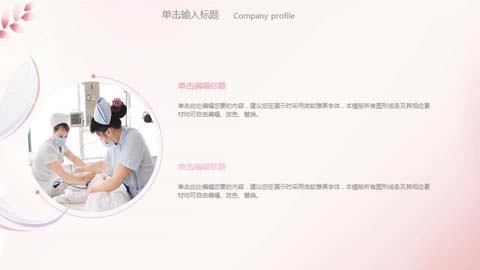 单击输入标题 Company profile
单击编辑标题
单击此处编辑您要的内容，建议您在展示时采用微软雅黑字体，本模版所有图形线条及其相应素
材均可自由编辑、改色、替换。
单击编辑标题
单击此处编辑您要的内容，建议您在展示时采用微软雅黑字体，本模版所有图形线条及其相应素
材均可自由编辑、改色、替换。